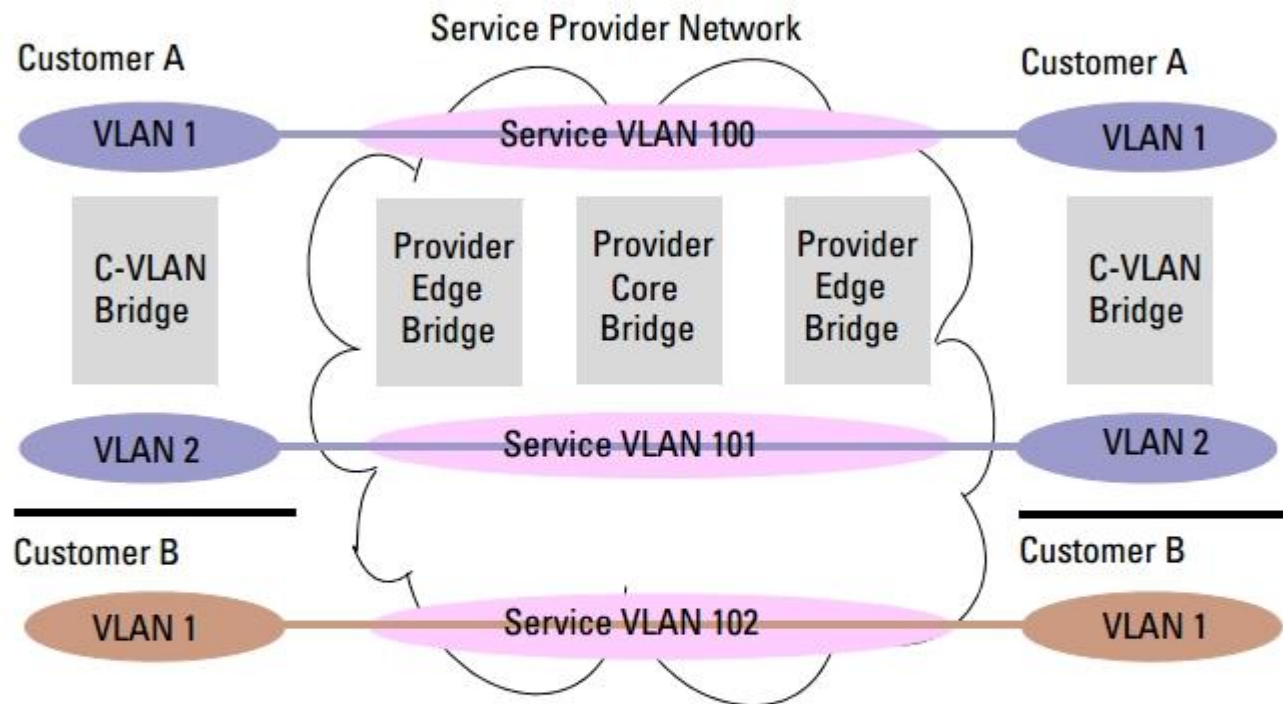 Service Provider Network
Customer A
Customer A
VLAN 1
Service VLAN 100
VLAN 1
C-VLAN
Bridge
Provider
Edge
Bridge
Provider
Core
Bridge
Provider
Edge
Bridge
C-VLAN
Bridge
VLAN 2
Service VLAN 101
VLAN 2
Customer B
Customer B
VLAN 1
Service VLAN 102
VLAN 1